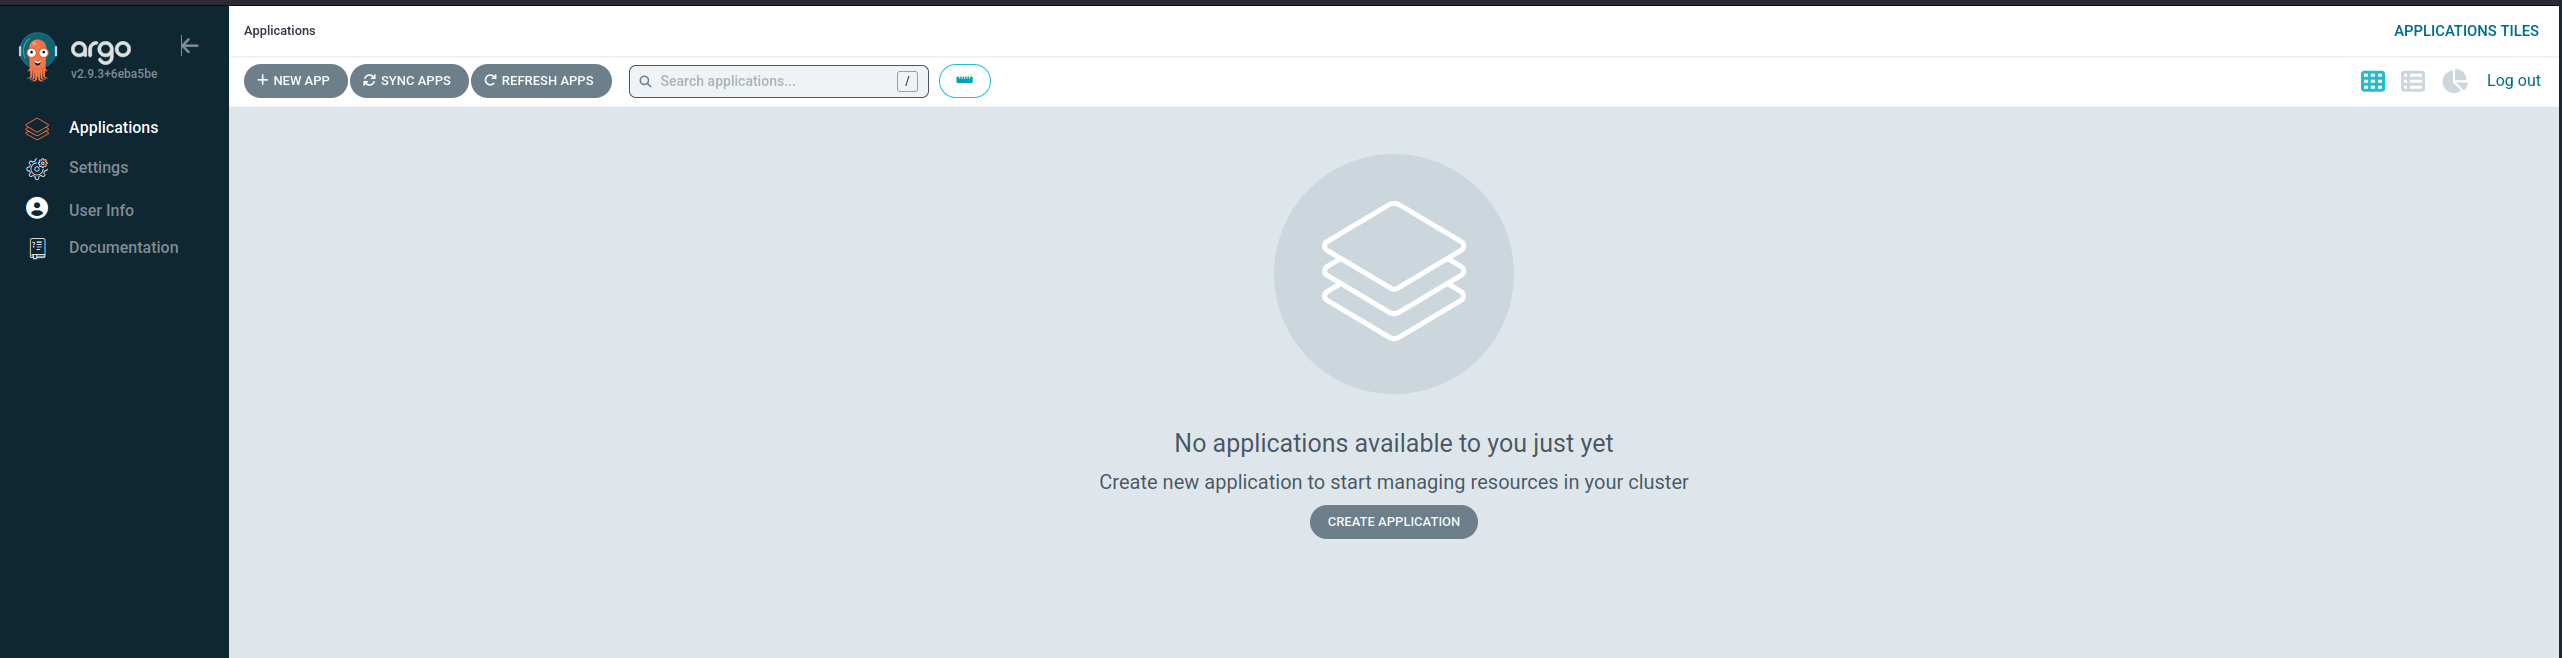 argo
v2.9.3+6eba5be
Applications
Settings
User Info
Documentation
Applications
APPLICATIONS TILES
NEW APP
SYNC APPS
REFRESH APPS
Search applications...
/
Log out
No applications available to you just yet
Create new application to start managing resources in your cluster
CREATE APPLICATION